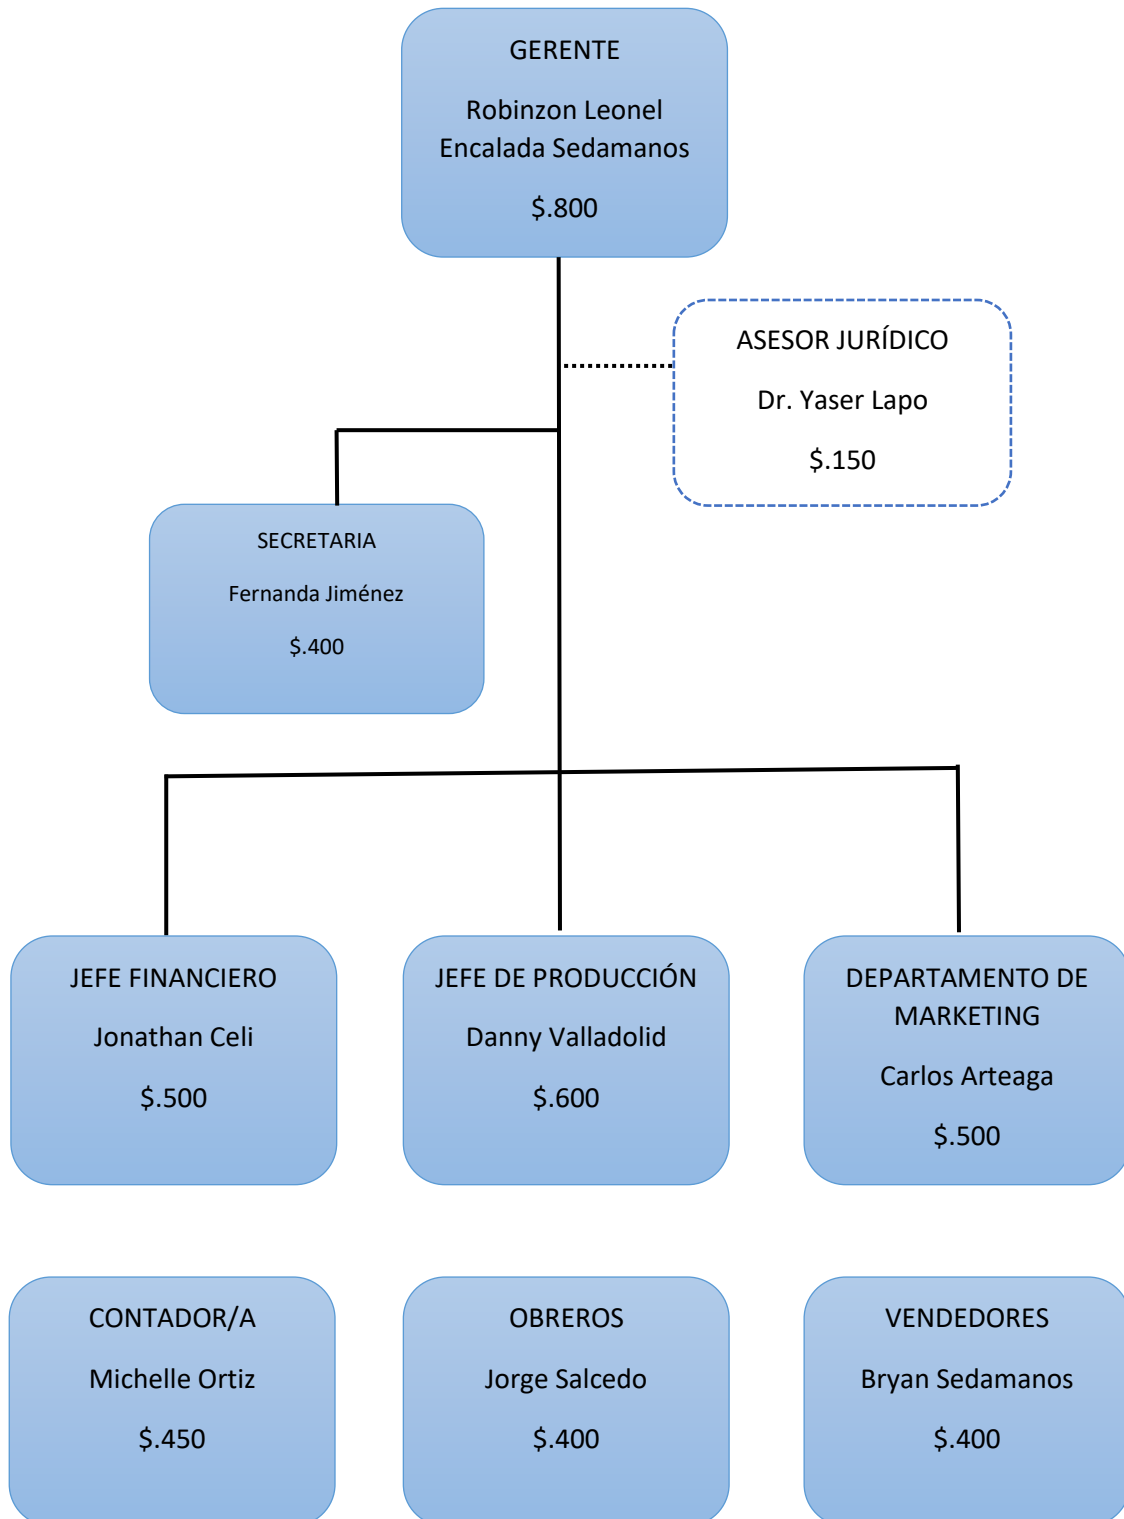 GERENTE
Robinzon Leonel
Encalada Sedamanos
$.800
ASESOR JURÍDICO
Dr. Yaser Lapo
$.150
SECRETARIA
Fernanda Jiménez
$.400
JEFE FINANCIERO
Jonathan Celi
$.500
JEFE DE PRODUCCIÓN
Danny Valladolid
$.600
DEPARTAMENTO DE
MARKETING
Carlos Arteaga
$.500
CONTADOR/A
Michelle Ortiz
$.450
OBREROS
Jorge Salcedo
$.400
VENDEDORES
Bryan Sedamanos
$.400